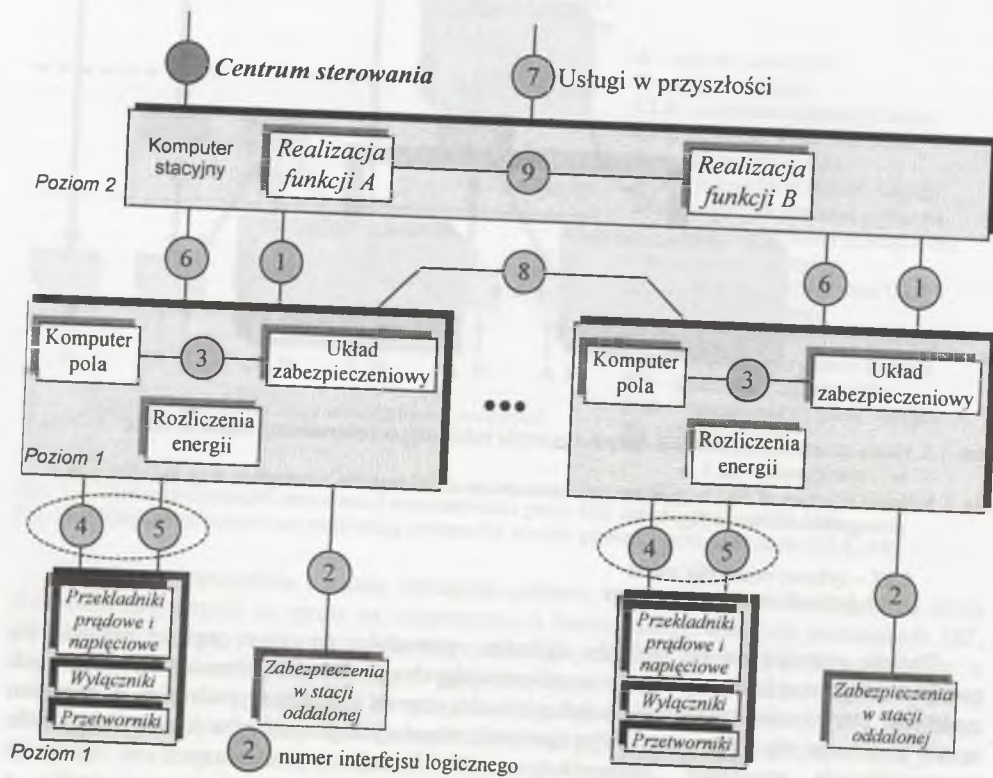 Centrum sterowania
7 Usługi w przyszłości
Komputer
stacyjny
Poziom 2
Realizacja
funkcji A
9
Realizacja
funkcji B
6
1
8
6
1
Komputer
pola
3
Układ
zabezpieczeniowy
Rozliczenia
energii
Poziom 1
•••
Komputer
pola
3
Układ
zabezpieczeniowy
Rozliczenia
energii
4
5
2
4
5
2
Przekładniki
prądowe i
napięciowe
Wyłączniki
Przetworniki
Poziom 1
Zabezpieczenia
w stacji
oddalonej
Przekładniki
prądowe i
napięciowe
Wyłączniki
Przetworniki
Zabezpieczenia
w stacji
oddalonej
2 numer interfejsu logicznego